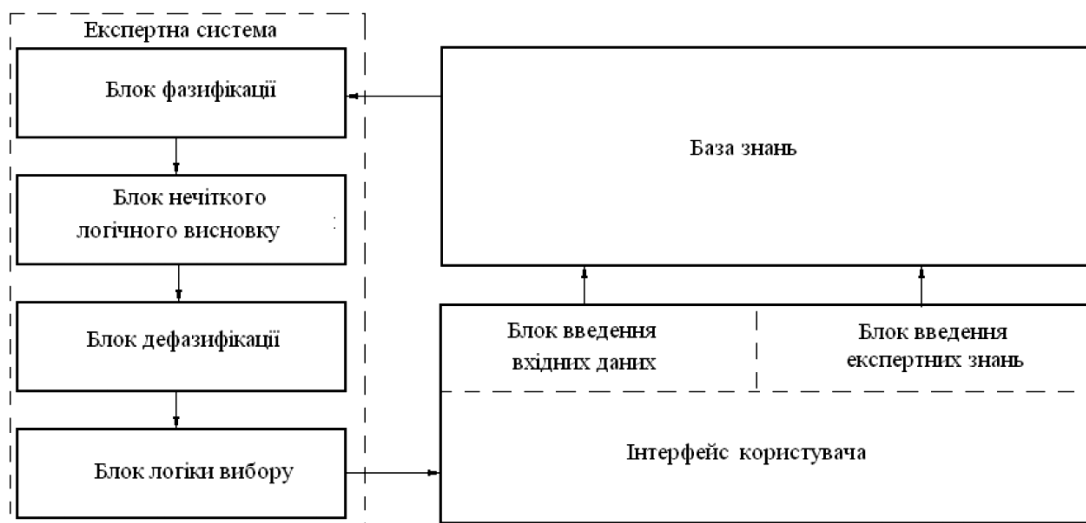 Експертна система
Блок фазифікації
Блок нечіткого
логічного висновку
Блок дефазифікації
Блок логіки вибору
База знань
Блок введення
вхідних даних
Блок введення
експертних знань
Інтерфейс користувача